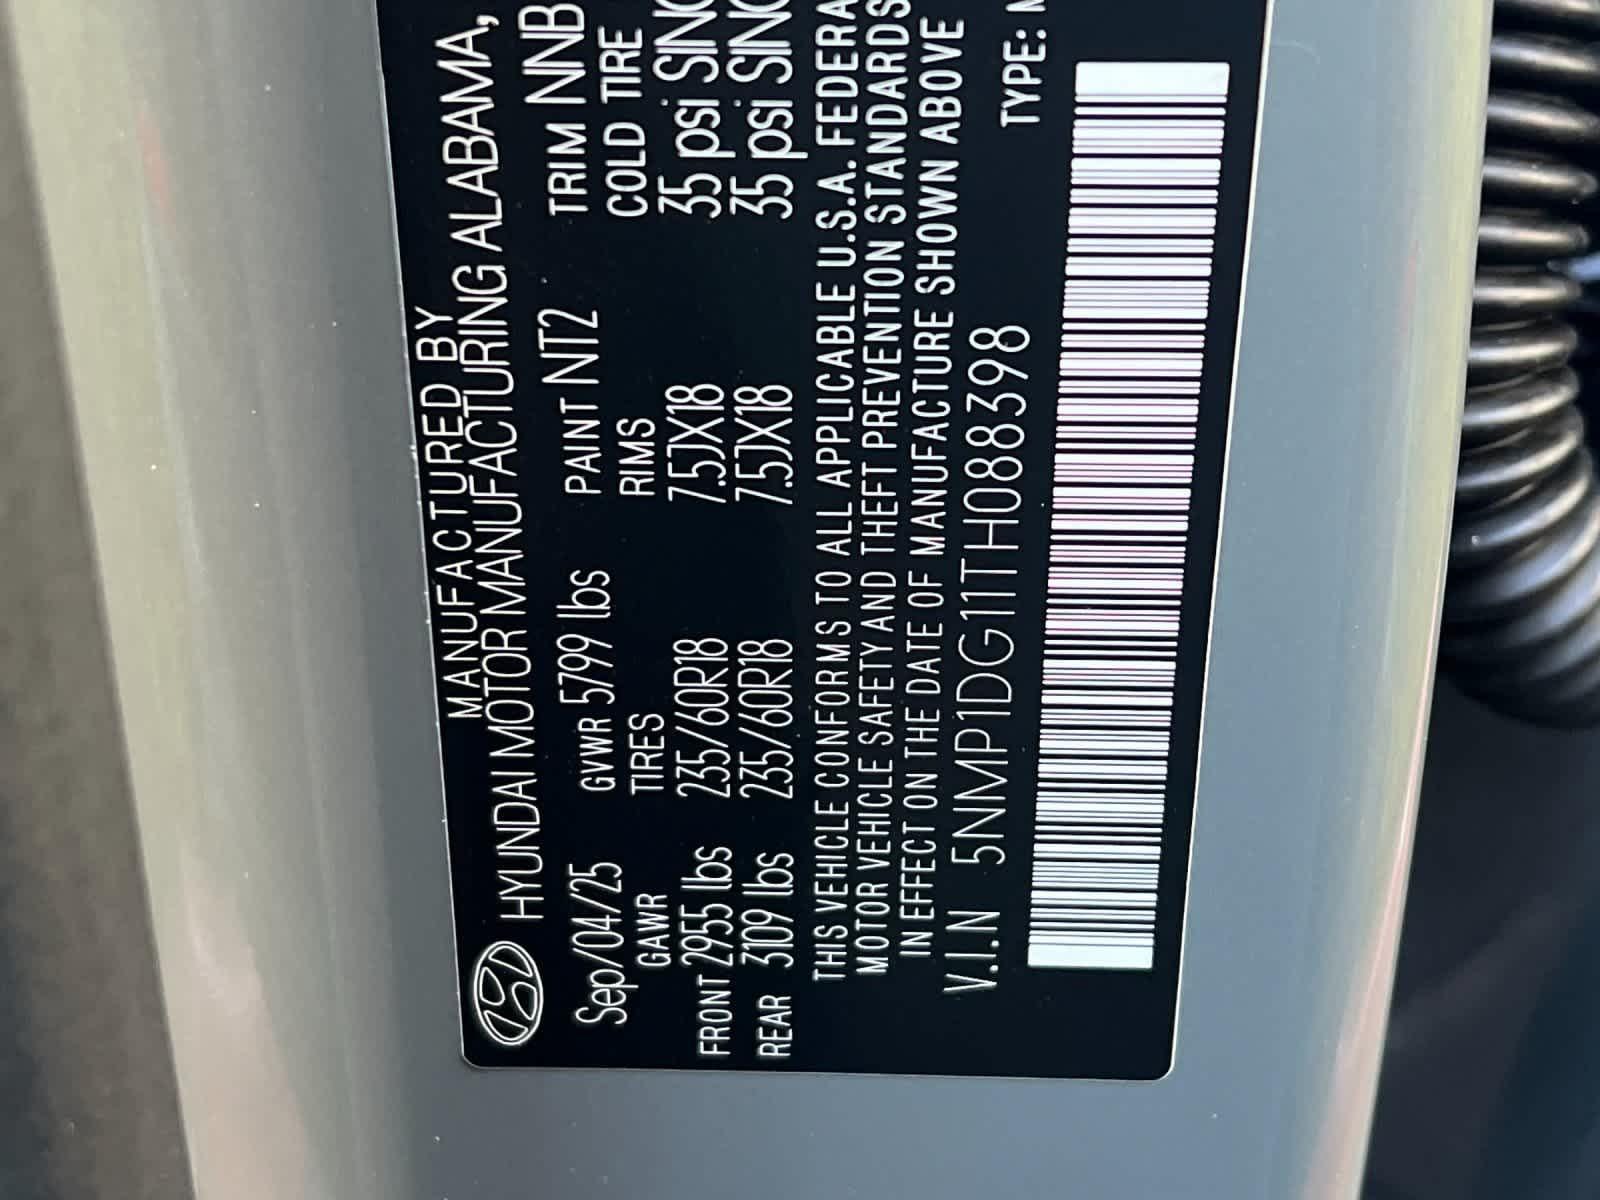 MANUFACTURED BY
HYUNDAI MOTOR MANUFACTURING ALABAMA,
Sep/04/25 GVWR 5799 lbs PAINT NT2 TRIM NNB
GAWR TIRES RIMS COLD TIRE
FRONT 2955 lbs 235/60R18 7.5JX18 35 psi
REAR 3109 lbs 235/60R18 7.5JX18 35 psi
THIS VEHICLE CONFORMS TO ALL APPLICABLE U.S.A. FEDERA
MOTOR VEHICLE SAFETY AND THEFT PREVENTION STANDARDS
IN EFFECT ON THE DATE OF MANUFACTURE SHOWN ABOVE
V.I.N 5NMP1DG11TH088398 TYPE: